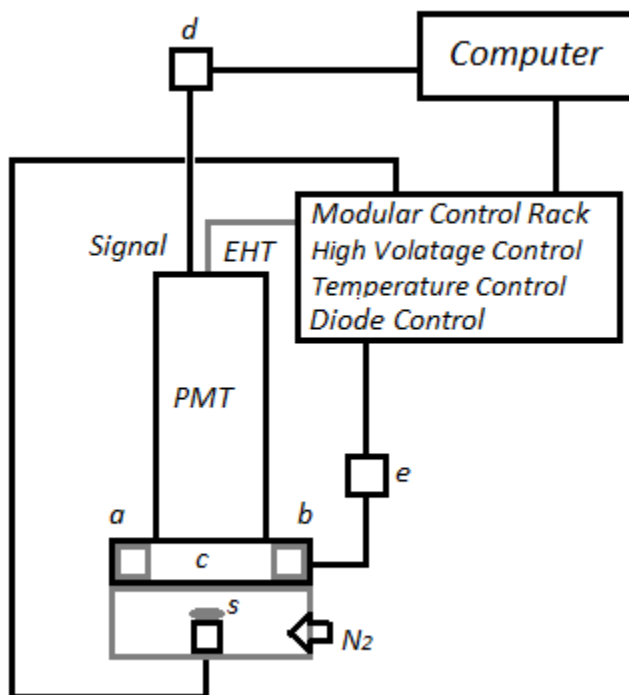 d
Computer
Signal
EHT
Modular Control Rack
High Volatage Control
Temperature Control
Diode Control
PMT
e
a
b
c
s
N2